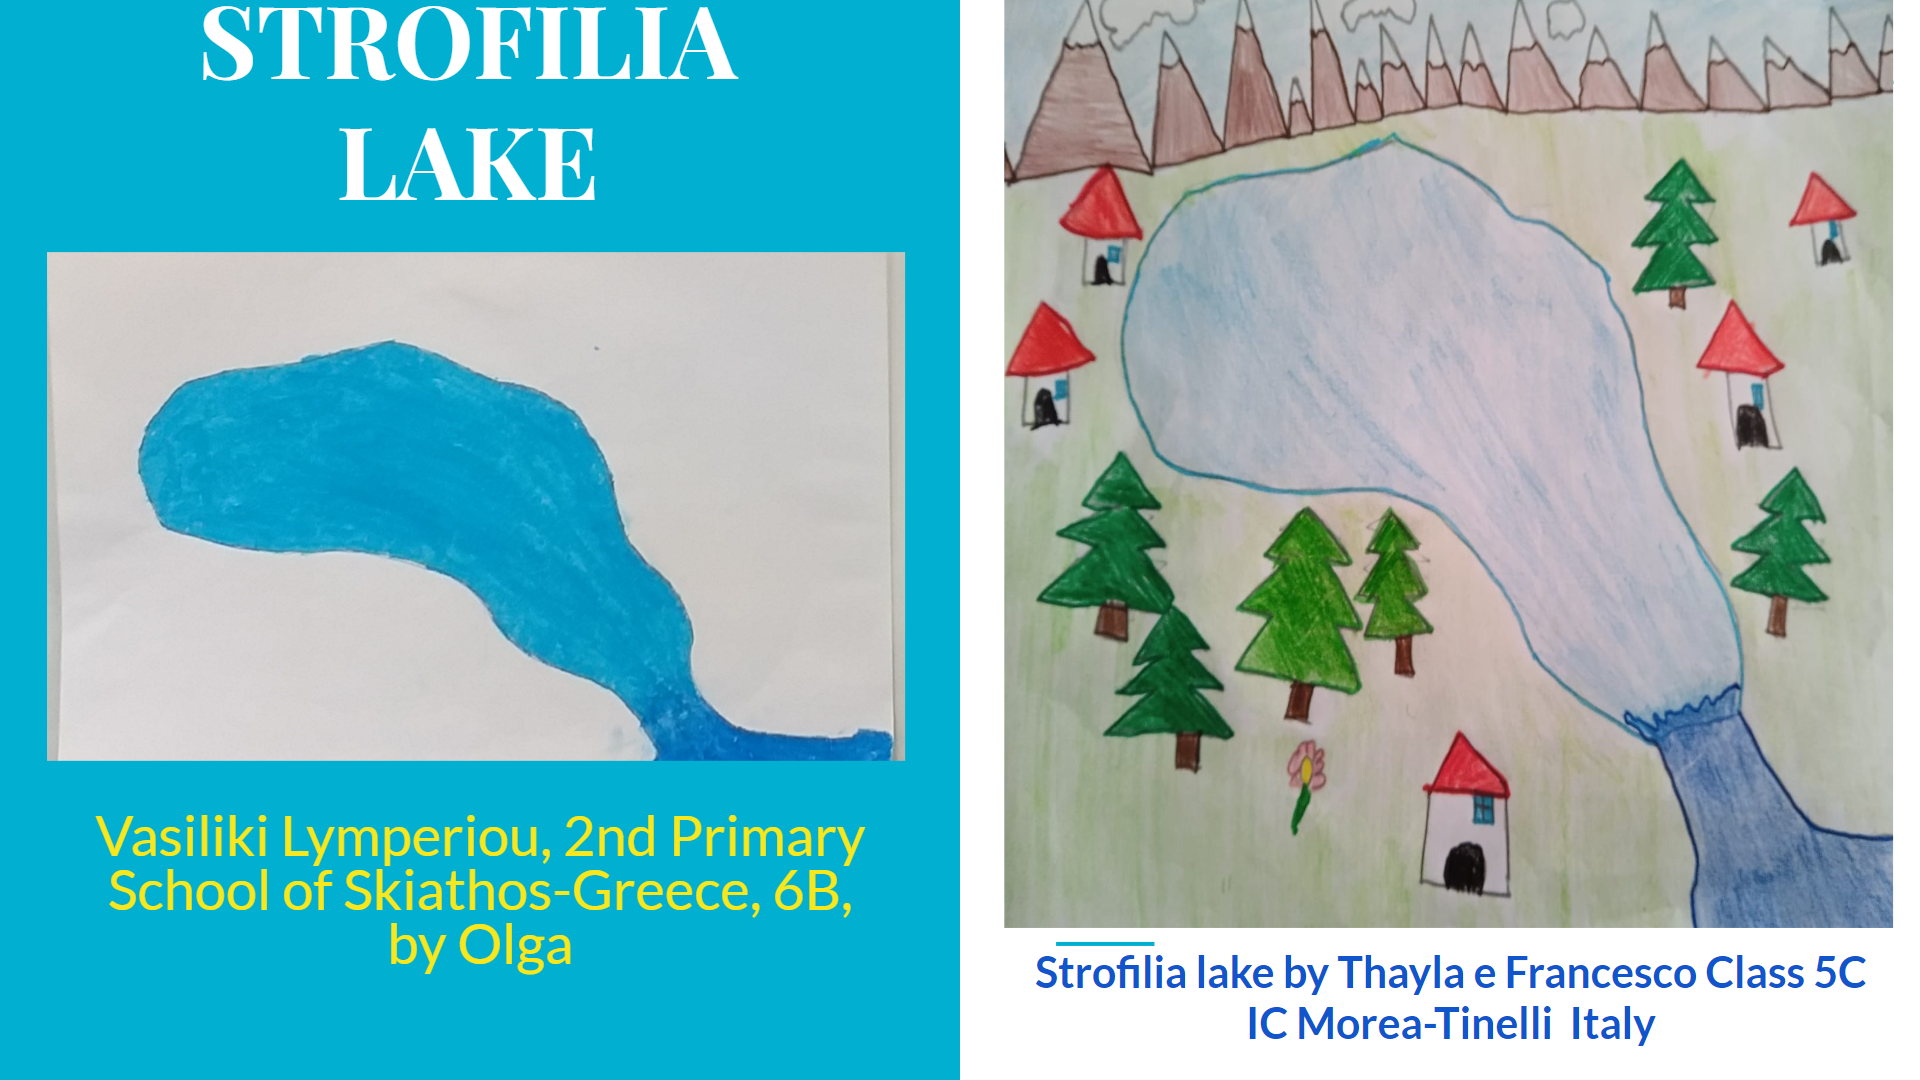 STROFILIA
LAKE
Vasiliki Lymperiou, 2nd Primary
School of Skiathos-Greece, 6B,
by Olga
Strofilia lake by Thayla e Francesco Class 5C
IC Morea-Tinelli Italy